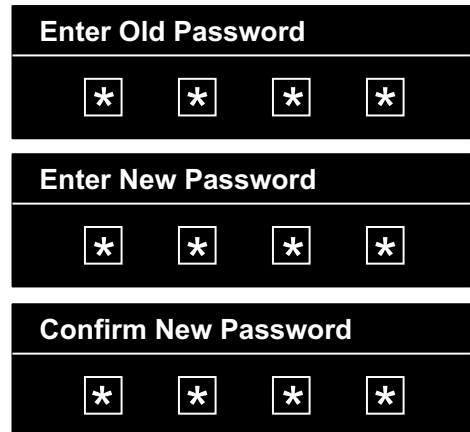 Enter Old Password
* * * *
Enter New Password
* * * *
Confirm New Password
* * * *